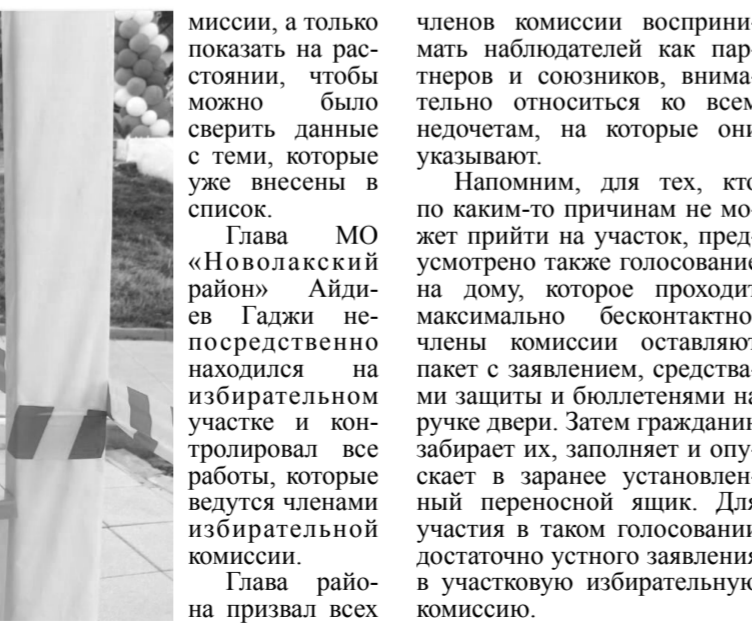 миссии, а только
показать на рас-
стоянии, чтобы
можно было
сверить данные
с теми, которые
уже внесены в
список.
Глава МО
«Новолакский
район» Айди-
ев Гаджи не-
посредственно
находился на
избирательном
участке и кон-
тролировал все
работы, которые
ведутся членами
избирательной
комиссии.
Глава райо-
на призвал всех
членов комиссии восприни-
мать наблюдателей как пар-
тнеров и союзников, внима-
тельно относиться ко всем
недочетам, на которые они
указывают.
Напомним, для тех, кто
по каким-то причинам не мо-
жет прийти на участок, пред-
усмотрено также голосование
на дому, которое проходит
максимально бесконтактно:
члены комиссии оставляют
пакет с заявлением, средства-
ми защиты и бюллетенями на
ручке двери. Затем гражданин
забирает их, заполняет и опу-
скает в заранее установлен-
ный переносной ящик. Для
участия в таком голосовании
достаточно устного заявления
в участковую избирательную
комиссию.